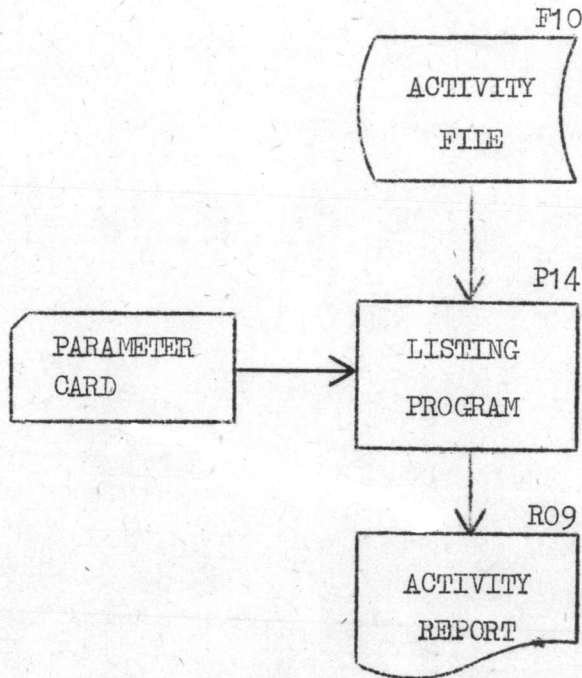 F10
ACTIVITY
FILE
P14
PARAMETER
CARD
LISTING
PROGRAM
R09
ACTIVITY
REPORT